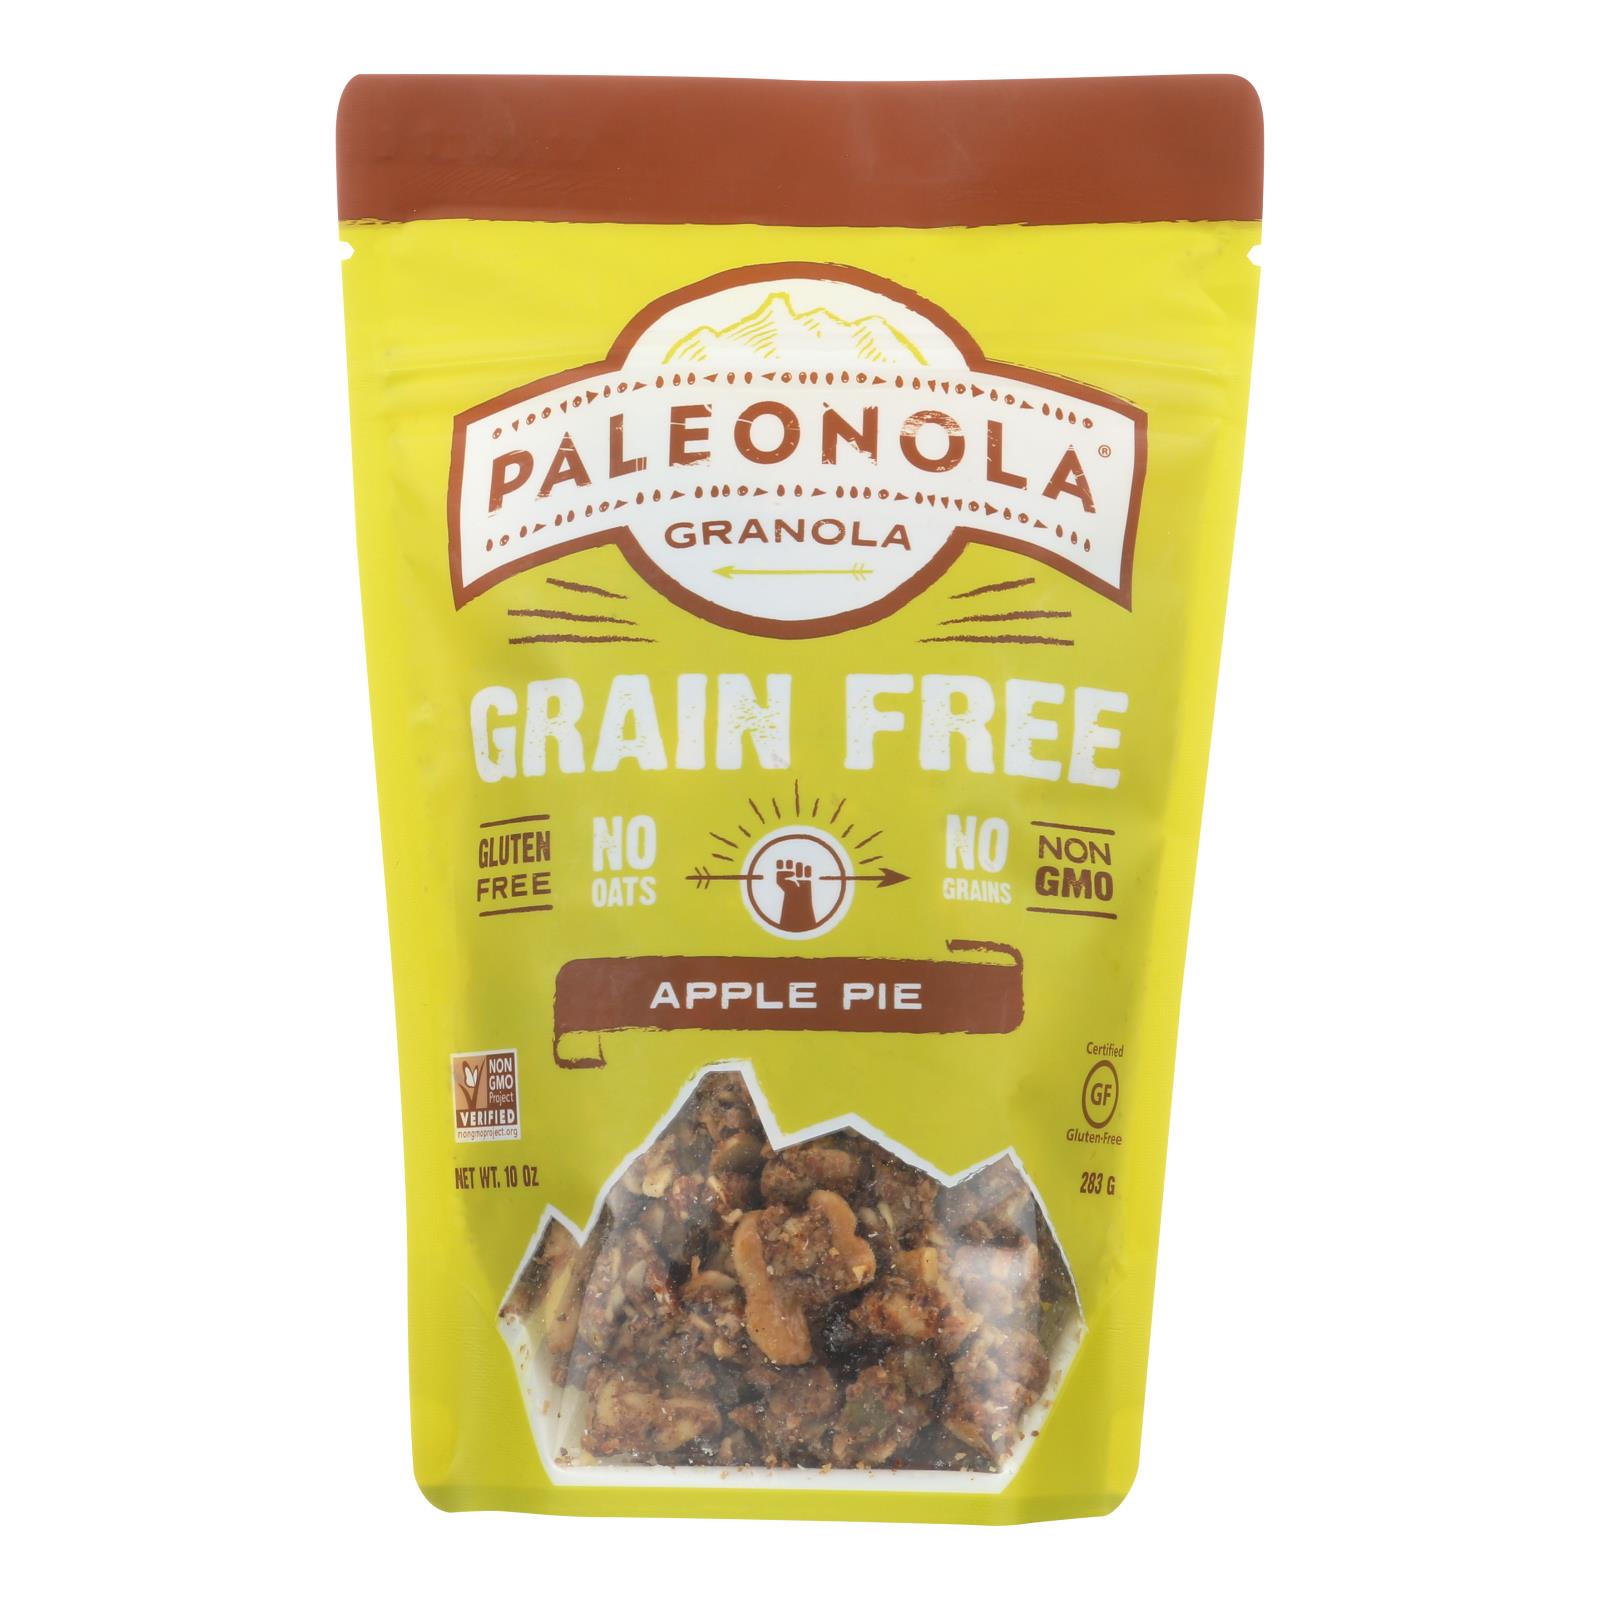 PALEONOLA®
GRANOLA
GRAIN FREE
GLUTEN
FREE
NO
OATS
NO
GRAINS
NON
GMO
APPLE PIE
NON
GMO
Project
VERIFIED
nongmoproject.org
NET WT. 10 OZ
Certified
GF
Gluten-Free
283 G